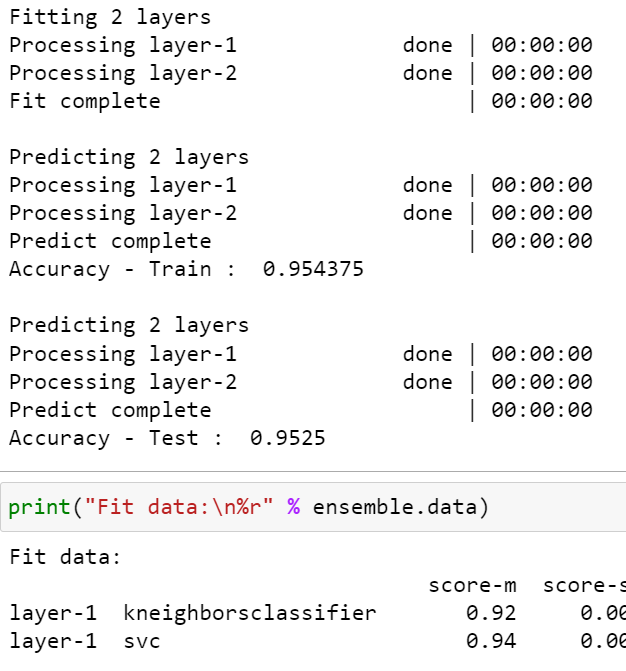 Fitting 2 layers
Processing layer-1             done | 00:00:00
Processing layer-2             done | 00:00:00
Fit complete                        | 00:00:00

Predicting 2 layers
Processing layer-1             done | 00:00:00
Processing layer-2             done | 00:00:00
Predict complete                    | 00:00:00
Accuracy - Train :  0.954375

Predicting 2 layers
Processing layer-1             done | 00:00:00
Processing layer-2             done | 00:00:00
Predict complete                    | 00:00:00
Accuracy - Test :  0.9525
print("Fit data:\n%r" % ensemble.data)
Fit data:
                                 score-m  score-s
layer-1  kneighborsclassifier       0.92     0.00
layer-1  svc                        0.94     0.00